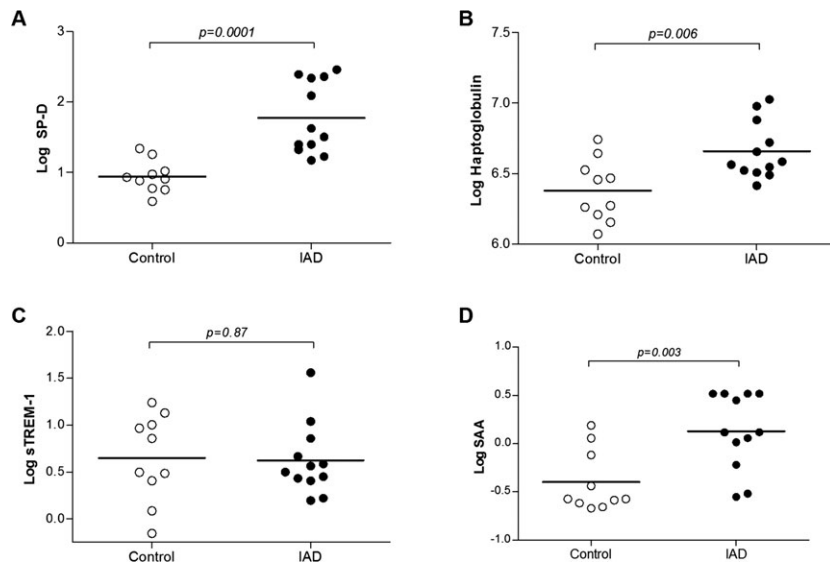 A
p=0.0001
3
2
1
0
Log SP-D
Control
IAD
B
p=0.006
7.5
7.0
6.5
6.0
Log Haptoglobulin
Control
IAD
C
p=0.87
2.0
1.5
1.0
0.5
0.0
Log sTREM-1
Control
IAD
D
p=0.003
1.0
0.5
0.0
-0.5
-1.0
Log SAA
Control
IAD